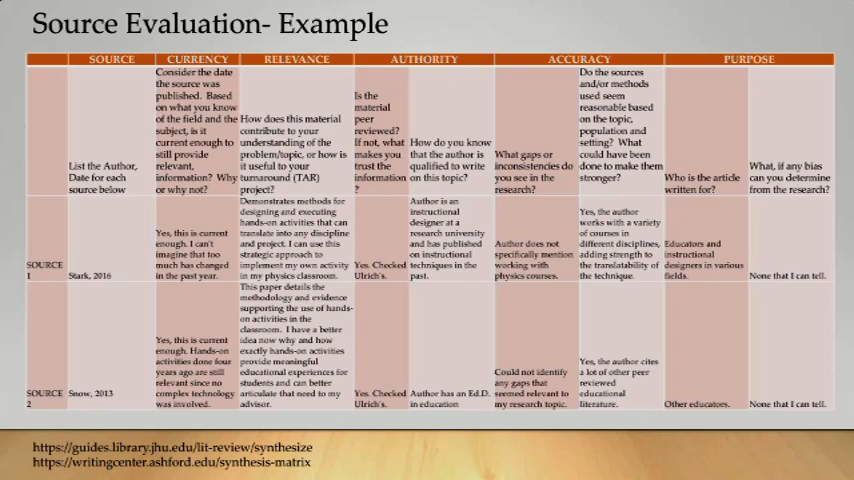 Source Evaluation- Example
SOURCE
CURRENCY
RELEVANCE
AUTHORITY
ACCURACY
PURPOSE
List the Author,
Date for each
source below
Consider the date
the source was
published. Based
on what you know
of the field and the
subject, is it
current enough to
still provide
relevant,
information? Why
or why not?
How does this material
contribute to your
understanding of the
problem/topic, or how is
it useful to your
turnaround (TAR)
project?
Is the
material
peer
reviewed?
If not, what
makes you
trust the
information
?
How do you know
that the author is
qualified to write
on this topic?
What gaps or
inconsistencies do
you see in the
research?
Do the sources
and/or methods
used seem
reasonable based
on the topic,
population and
setting? What
could have been
done to make them
stronger?
Who is the article
written for?
What, if any bias
can you determine
from the research?
SOURCE
1
Stark, 2016
Yes, this is current
enough. I can't
imagine that too
much has changed
in the past year.
Demonstrates methods for
designing and executing
hands-on activities that can
translate into any discipline
and project. I can use this
strategic approach to
implement my own activity
in my physics classroom.
Yes. Checked
Ulrich's.
Author is an
instructional
designer at a
research university
and has published
on instructional
techniques in the
past.
Author does not
specifically mention
working with
physics courses.
Yes, the author
works with a variety
of courses in
different disciplines,
adding strength to
the translatability of
the technique.
Educators and
instructional
designers in various
fields.
None that I can tell.
SOURCE
2
Snow, 2013
Yes, this is current
enough. Hands-on
activities done four
years ago are still
relevant since no
complex technology
was involved.
This paper details the
methodology and evidence
supporting the use of hands-
on activities in the
classroom. I have a better
idea now why and how
exactly hands-on activities
provide meaningful
educational experiences for
students and can better
articulate that need to my
advisor.
Yes. Checked
Ulrich's.
Author has an Ed.D.
in education
Could not identify
any gaps that
seemed relevant to
my research topic.
Yes, the author cites
a lot of other peer
reviewed
educational
literature.
Other educators.
None that I can tell.
https://guides.library.jhu.edu/lit-review/synthesize
https://writingcenter.ashford.edu/synthesis-matrix